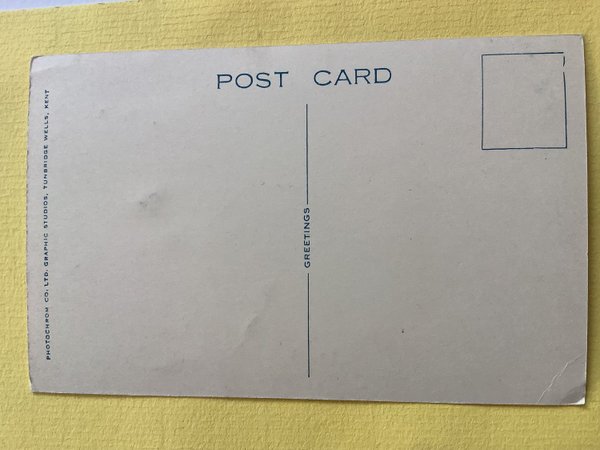 POST CARD
GREETINGS
PHOTOCHROM CO. LTD. GRAPHIC STUDIOS, TUNBRIDGE WELLS, KENT